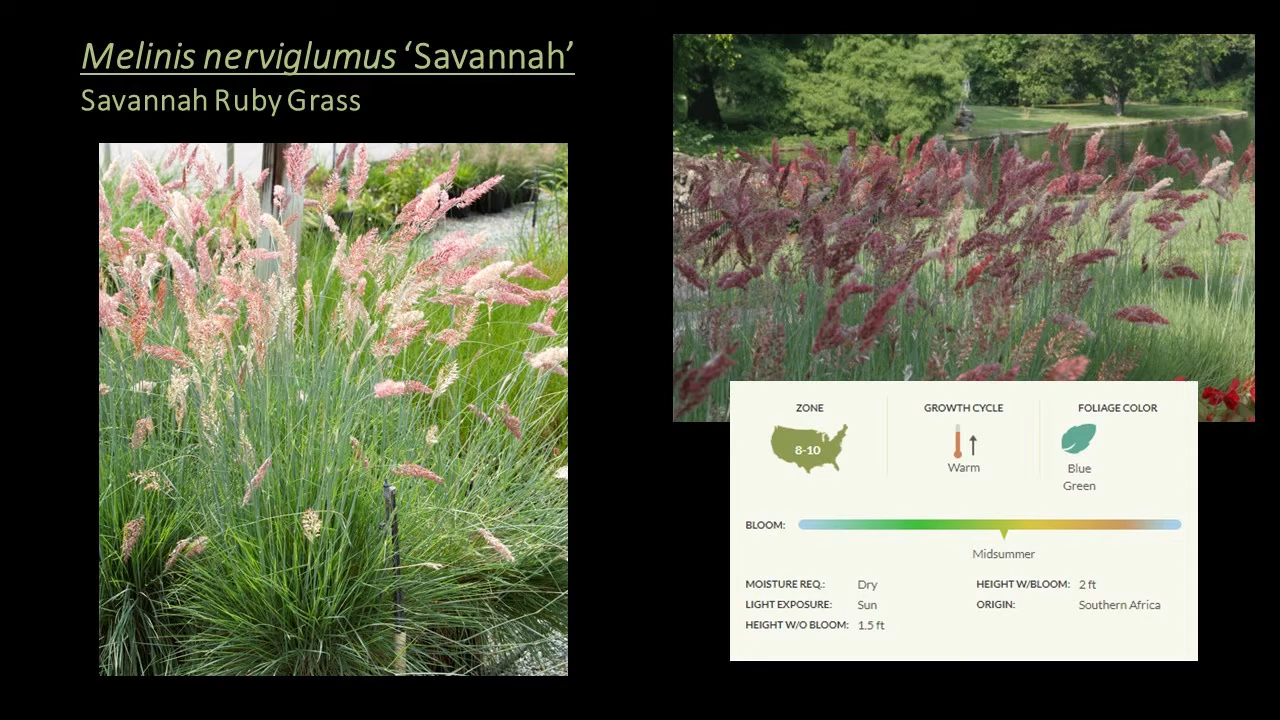 Melinis nerviglumus ‘Savannah’
Savannah Ruby Grass
ZONE
8-10
GROWTH CYCLE
Warm
FOLIAGE COLOR
Blue
Green
BLOOM:
Midsummer
MOISTURE REQ.: Dry
HEIGHT W/BLOOM: 2 ft
LIGHT EXPOSURE: Sun
ORIGIN: Southern Africa
HEIGHT W/O BLOOM: 1.5 ft